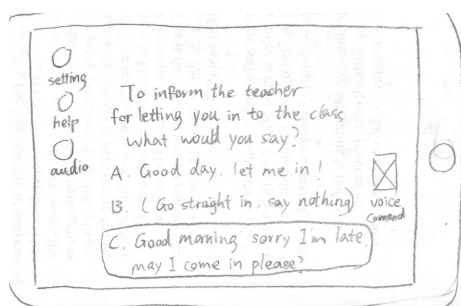 setting
help
audio
To inform the teacher
for letting you in to the class
what would you say?
A. Good day, let me in!
B. (Go straight in, say nothing)
C. Good morning, sorry I'm late,
may I come in please?
voice
comend